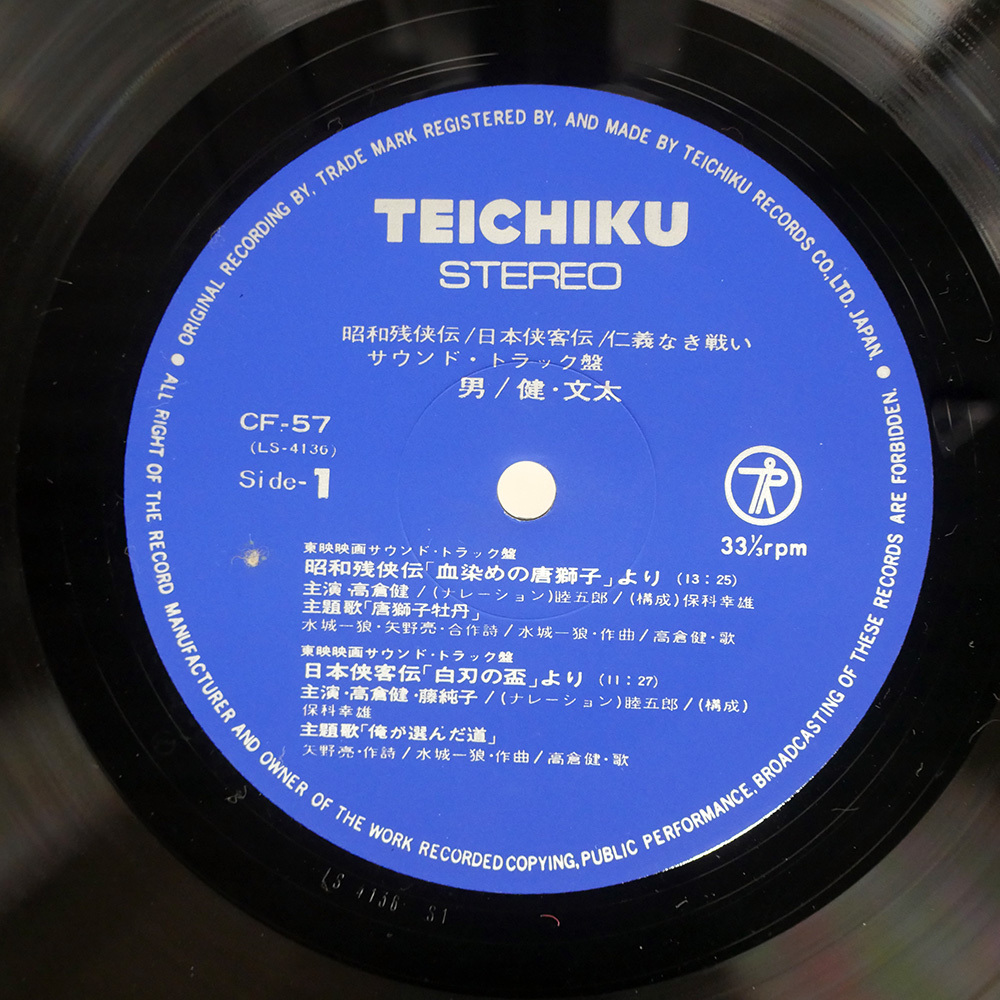 ORIGINAL RECORDING BY, TRADE MARK REGISTERED BY, AND MADE BY TEICHIKU RECORDS CO., LTD. JAPAN.
TEICHIKU
STEREO
昭和残侠伝/日本侠客伝/仁義なき戦い
サウンド・トラック盤
男/健・文太
CF-57
(LS-4136)
Side-1
33⅓rpm
東映映画サウンド・トラック盤
昭和残侠伝「血染めの唐獅子」より (13:25)
主演・高倉健/(ナレーション)睦五郎/(構成)保科幸雄
主題歌「唐獅子牡丹」
水城一狼・矢野亮・合作詩/水城一狼・作曲/高倉健・歌
東映映画サウンド・トラック盤
日本侠客伝「白刃の盃」より (11:27)
主演・高倉健・藤純子/(ナレーション)睦五郎/(構成)
保科幸雄
主題歌「俺が選んだ道」
矢野亮・作詩/水城一狼・作曲/高倉健・歌
ALL RIGHT OF THE RECORD MANUFACTURER AND OWNER OF THE WORK RECORDED COPYING, PUBLIC PERFORMANCE, BROADCASTING OF THESE RECORDS ARE FORBIDDEN.
LS 4136 S1